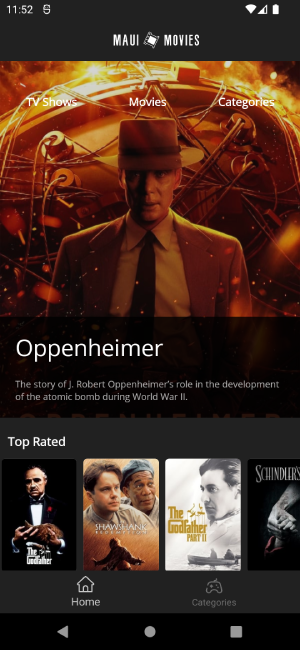 11:52
MAUI MOVIES
TV Shows Movies Categories
Oppenheimer
The story of J. Robert Oppenheimer's role in the development
of the atomic bomb during World War II.
Top Rated
The
Godfather
SHAWSHANK
REDEMPTION
The
Godfather
PART II
SCHINDLER'S
Home
Categories